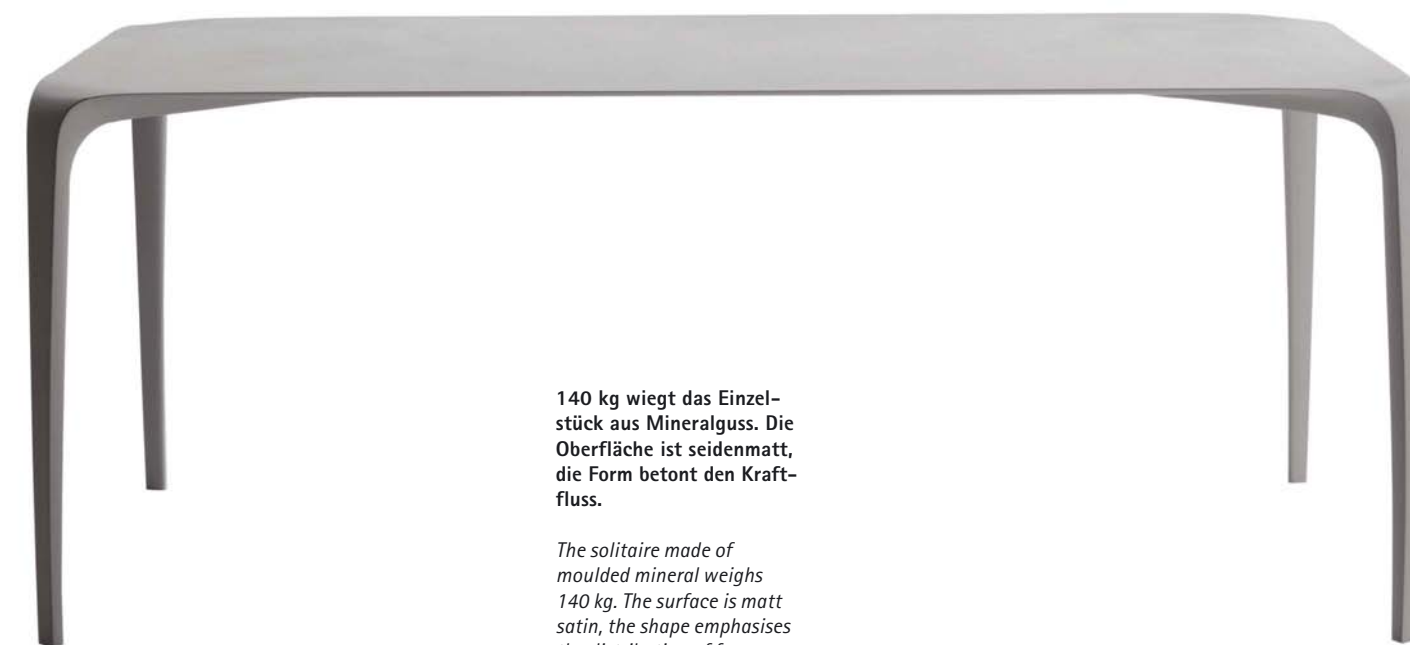 140 kg wiegt das Einzel-
stück aus Mineralguss. Die
Oberfläche ist seidenmatt,
die Form betont den Kraft-
fluss.
The solitaire made of
moulded mineral weighs
140 kg. The surface is matt
satin, the shape emphasises